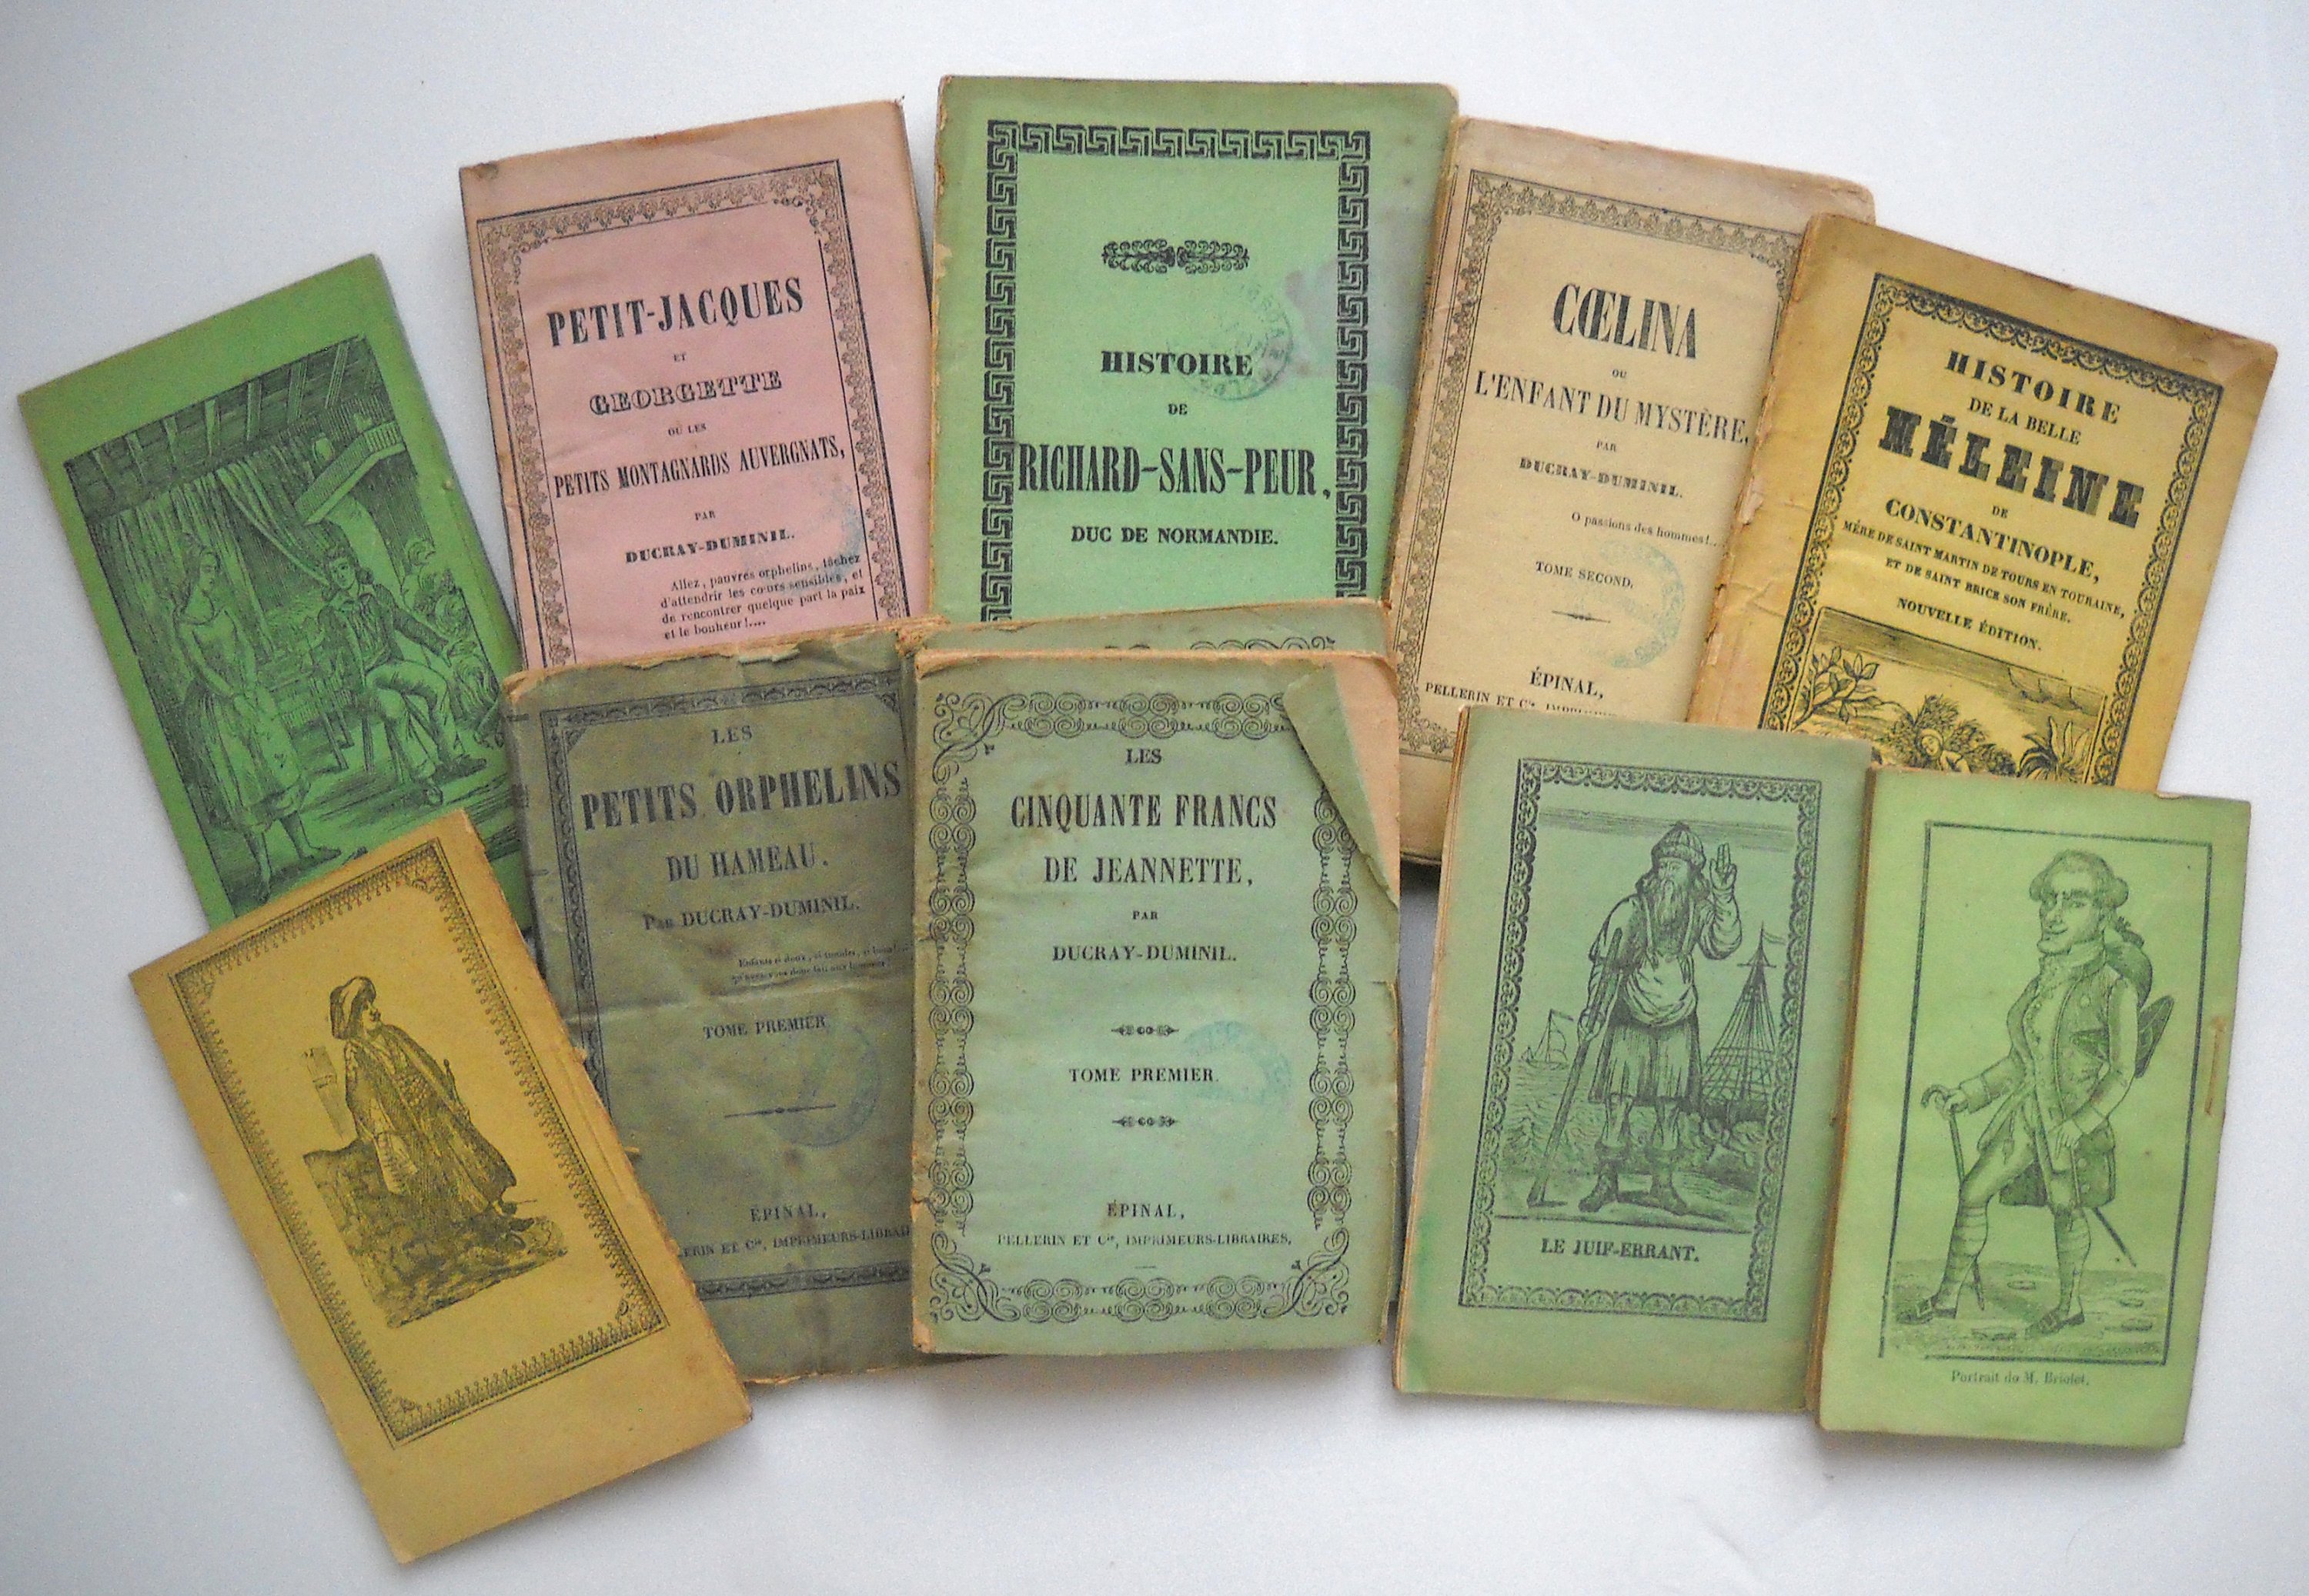 PETIT-JACQUES
ET
GEORGETTE
OU LES
PETITS MONTAGNARDS AUVERGNATS,
PAR
DUCRAY-DUMINIL.
Allez, pauvres orphelins, tâchez
d'attendrir les cœurs sensibles, et
de rencontrer quelque part la paix
et le bonheur!....
HISTOIRE
DE
RICHARD-SANS-PEUR,
DUC DE NORMANDIE.
CŒLINA
OU
L'ENFANT DU MYSTÈRE,
PAR
DUCRAY-DUMINIL.
O passions des hommes!..
TOME SECOND.
ÉPINAL,
PELLERIN ET Cie,
HISTOIRE
DE LA BELLE
MÉLEINE
DE
CONSTANTINOPLE,
MÈRE DE SAINT MARTIN DE TOURS EN TOURAINE,
ET DE SAINT BRICE SON FRÈRE.
NOUVELLE ÉDITION.
LES
PETITS ORPHELINS
DU HAMEAU.
PAR DUCRAY-DUMINIL.
Enfants si doux, si tendres,
TOME PREMIER
ÉPINAL,
ET Cie, IMPRIMEURS-LIBRAI
LES
CINQUANTE FRANCS
DE JEANNETTE,
PAR
DUCRAY-DUMINIL.
TOME PREMIER.
ÉPINAL,
PELLERIN ET Cie, IMPRIMEURS-LIBRAIRES,
LE JUIF-ERRANT.
Portrait de M. Briolet.